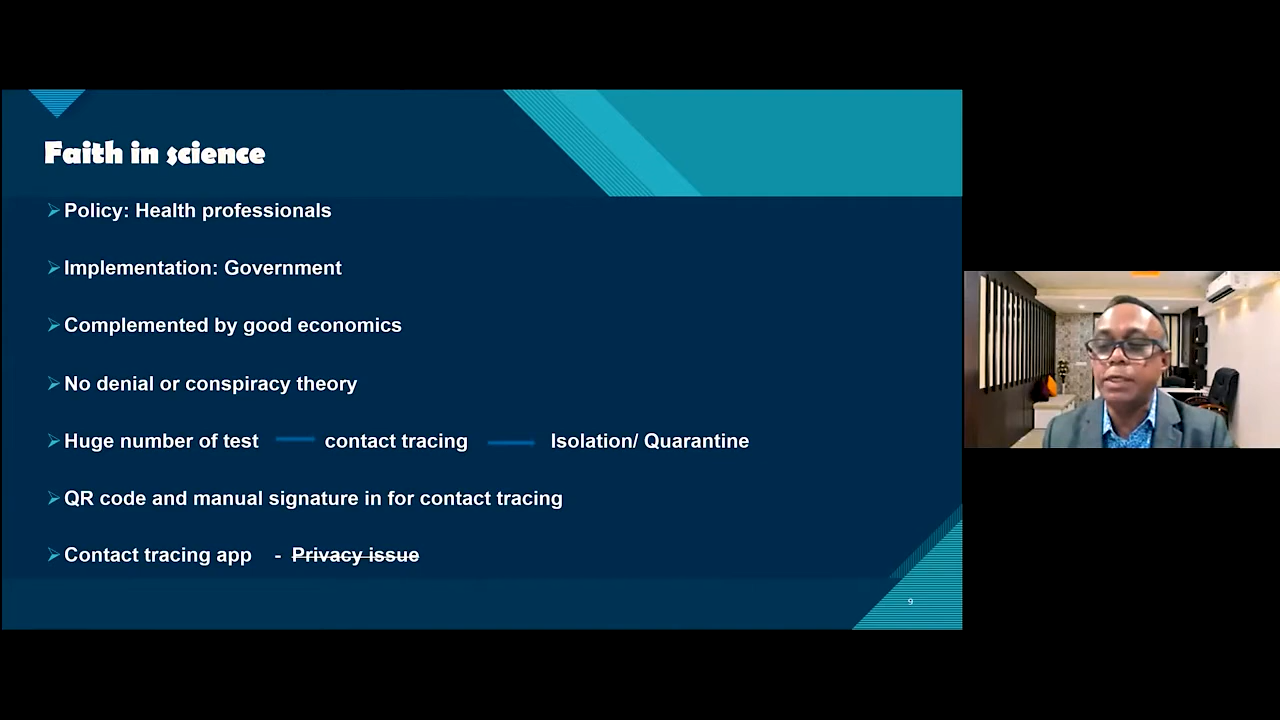 Faith in science
Policy: Health professionals
Implementation: Government
Complemented by good economics
No denial or conspiracy theory
Huge number of test contact tracing Isolation/ Quarantine
QR code and manual signature in for contact tracing
Contact tracing app - Privacy issue
9